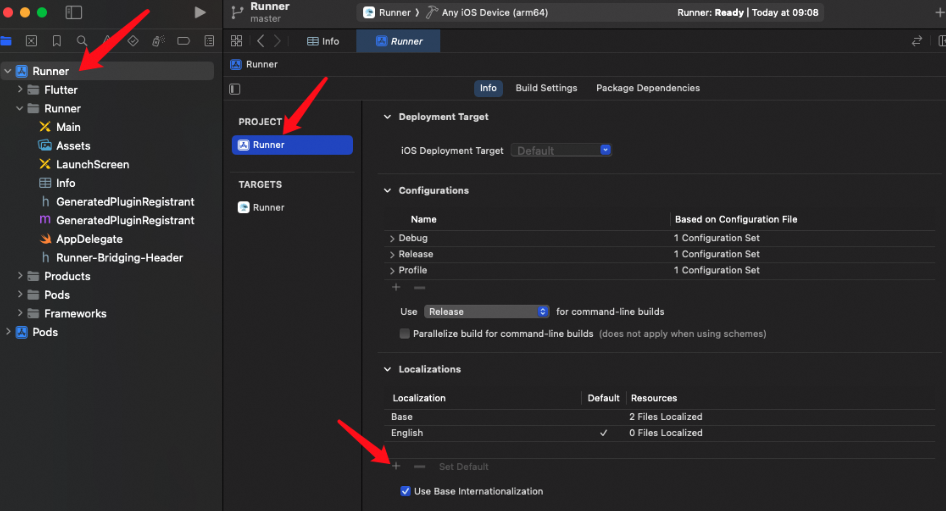 Runner
master
Runner
Any iOS Device (arm64)
Runner: Ready | Today at 09:08
Info
Runner
Runner
Runner
Flutter
Runner
Main
Assets
LaunchScreen
Info
GeneratedPluginRegistrant
GeneratedPluginRegistrant
AppDelegate
Runner-Bridging-Header
Products
Pods
Frameworks
Pods
Info
Build Settings
Package Dependencies
PROJECT
Runner
TARGETS
Runner
Deployment Target
iOS Deployment Target
Default
Configurations
Name
Based on Configuration File
Debug
1 Configuration Set
Release
1 Configuration Set
Profile
1 Configuration Set
Use Release for command-line builds
Parallelize build for command-line builds (does not apply when using schemes)
Localizations
Localization
Default
Resources
Base
2 Files Localized
English
0 Files Localized
Set Default
Use Base Internationalization